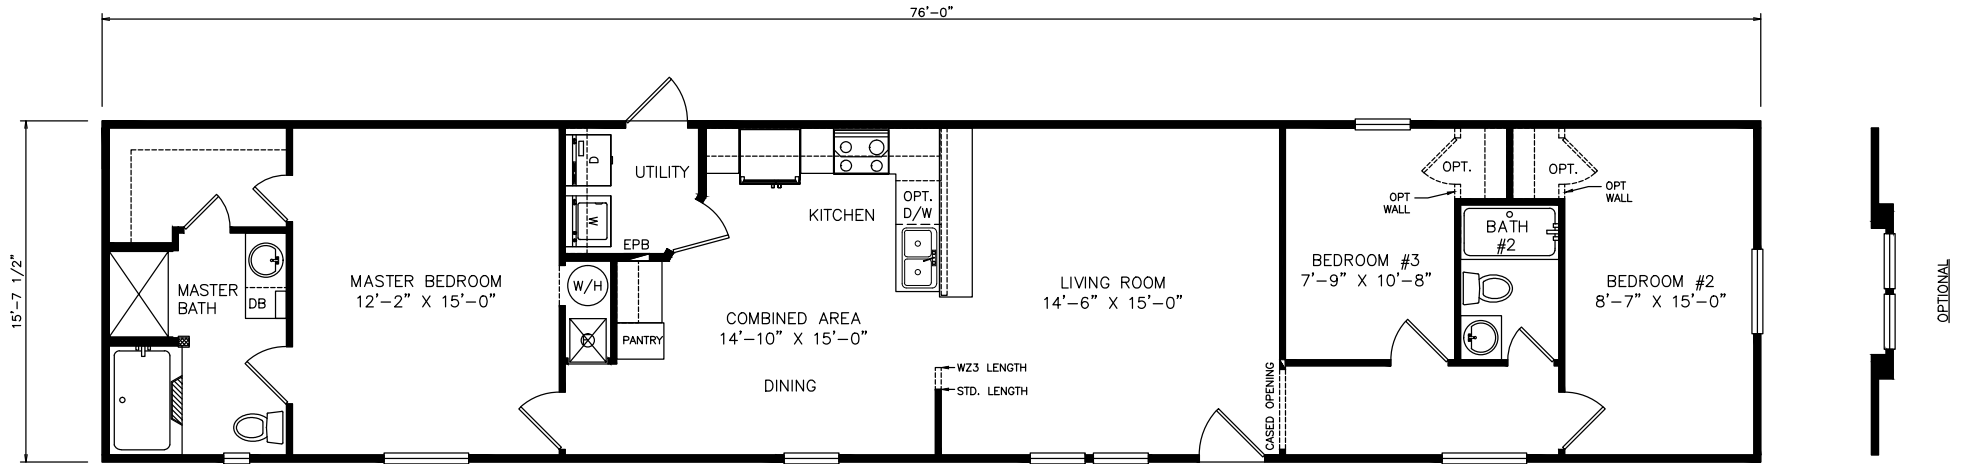 76'-0"
15'-7 1/2"
MASTER
BATH
DB
MASTER BEDROOM
12'-2" X 15'-0"
D
W
UTILITY
EPB
W/H
PANTRY
KITCHEN
OPT.
D/W
COMBINED AREA
14'-10" X 15'-0"
DINING
WZ3 LENGTH
STD. LENGTH
LIVING ROOM
14'-6" X 15'-0"
CASED OPENING
BEDROOM #3
7'-9" X 10'-8"
OPT.
OPT
WALL
OPT.
OPT
WALL
BATH
#2
BEDROOM #2
8'-7" X 15'-0"
OPTIONAL